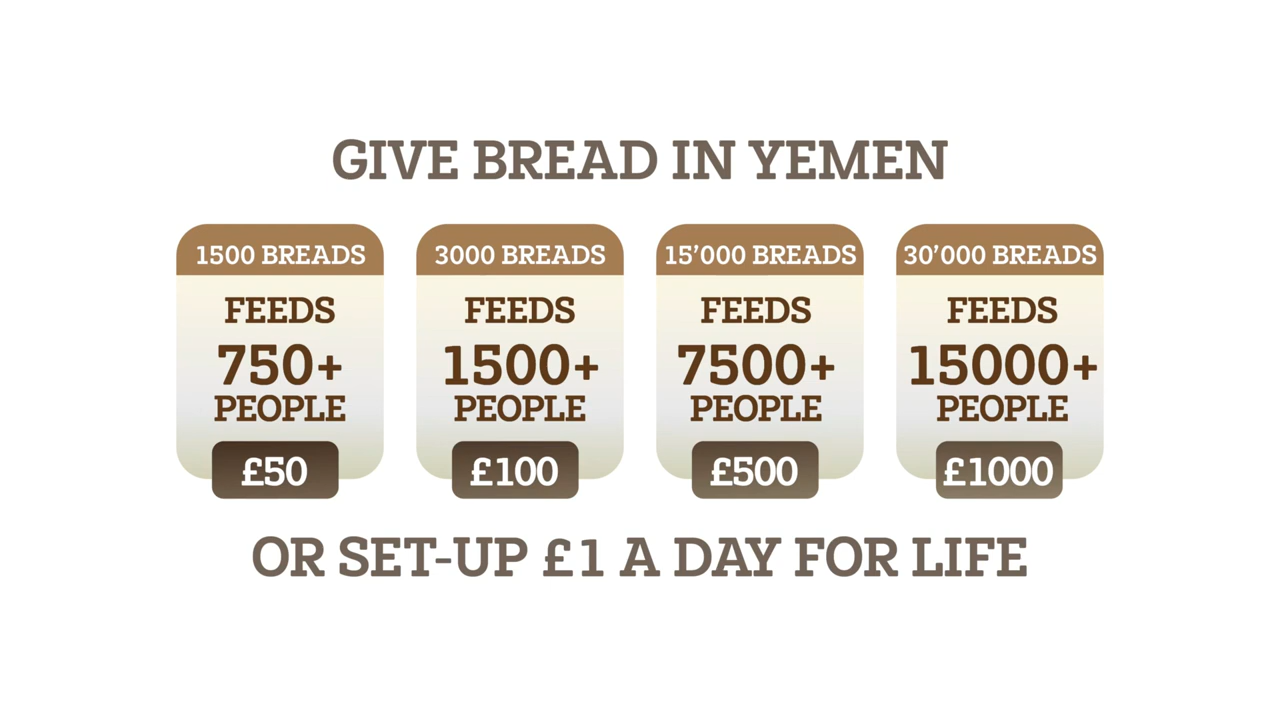 GIVE BREAD IN YEMEN
1500 BREADS
FEEDS
750+
PEOPLE
£50
3000 BREADS
FEEDS
1500+
PEOPLE
£100
15’000 BREADS
FEEDS
7500+
PEOPLE
£500
30’000 BREADS
FEEDS
15000+
PEOPLE
£1000
OR SET-UP £1 A DAY FOR LIFE